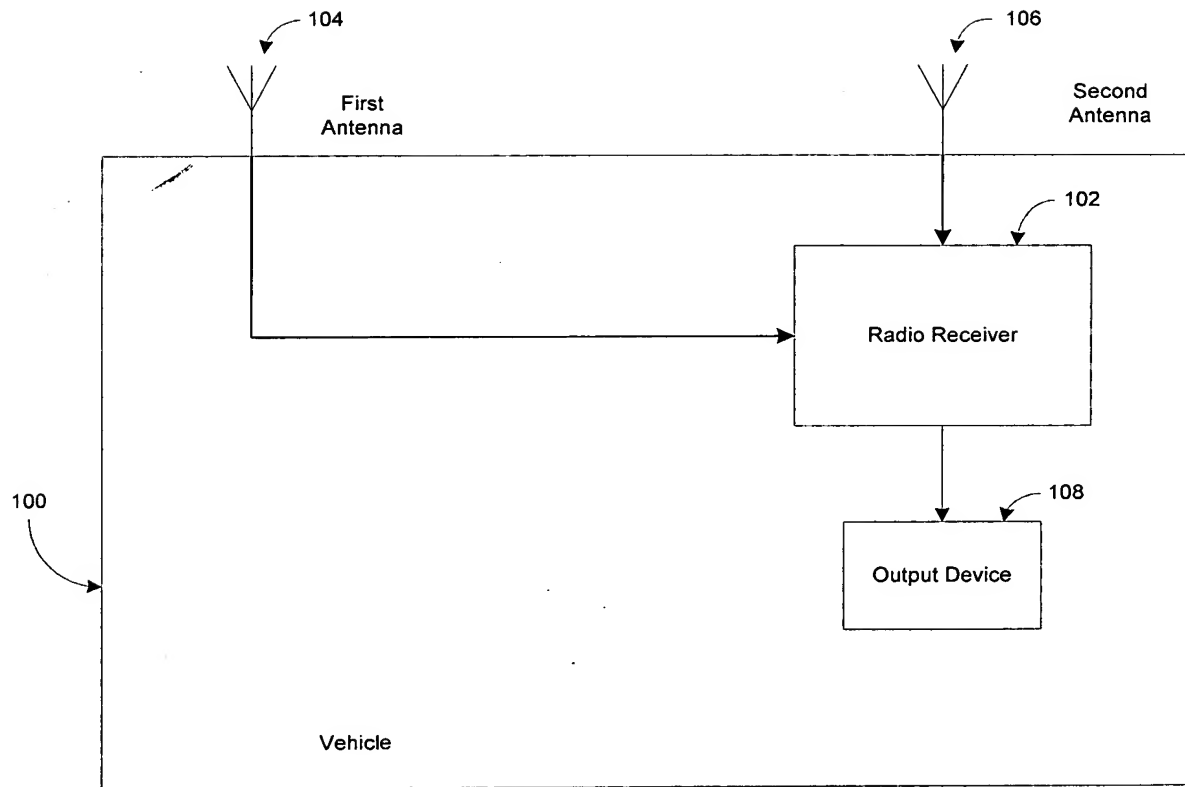 104
106
First
Antenna
Second
Antenna
102
Radio Receiver
100
108
Output Device
Vehicle